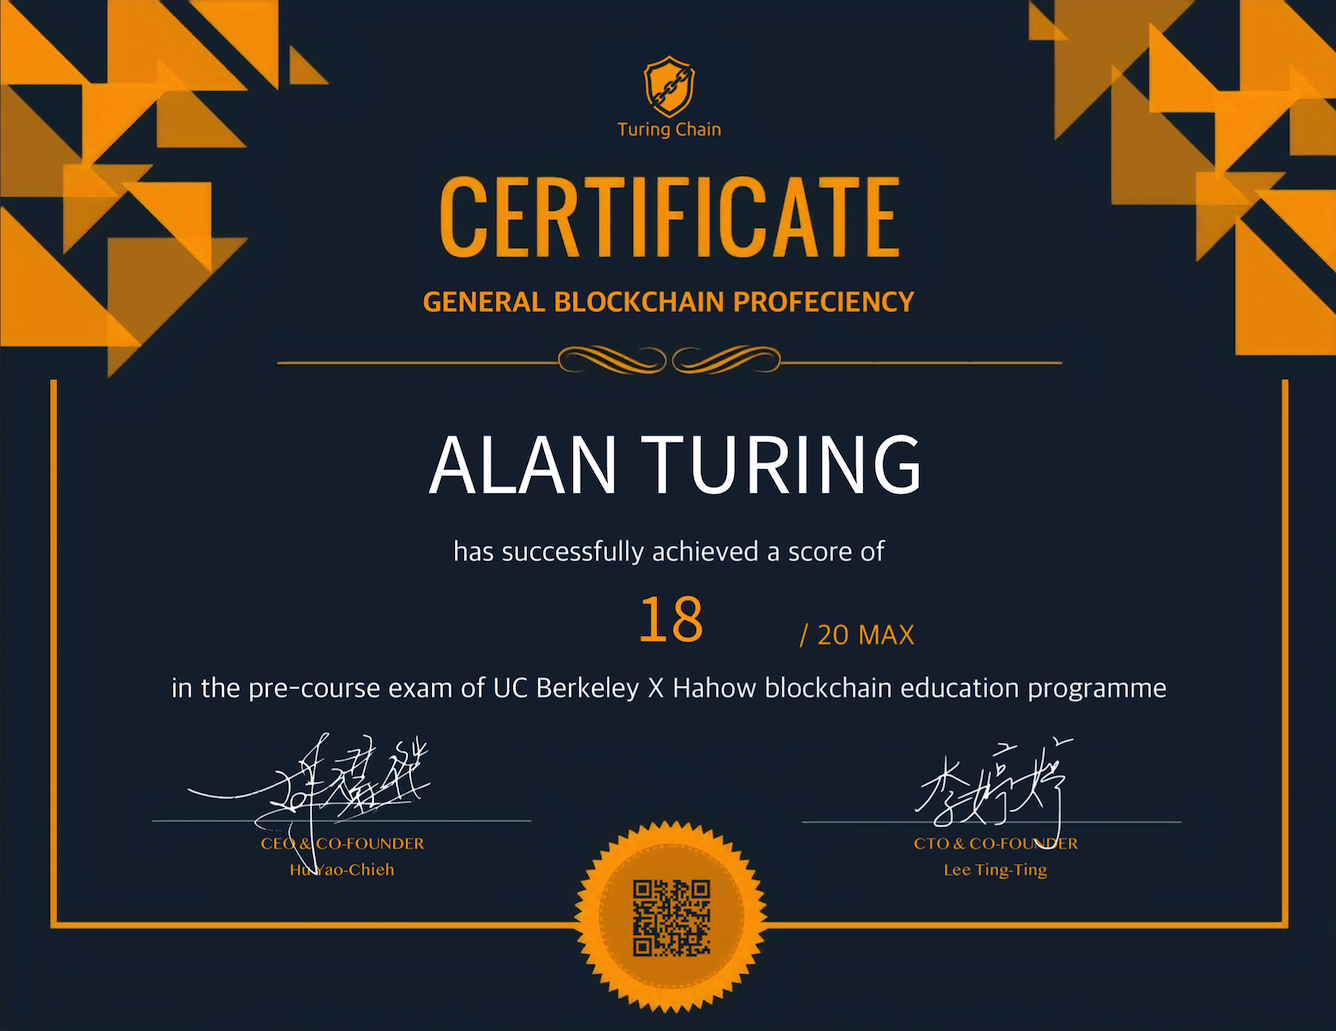 Turing Chain
CERTIFICATE
GENERAL BLOCKCHAIN PROFECIENCY
ALAN TURING
has successfully achieved a score of
18 / 20 MAX
in the pre-course exam of UC Berkeley X Hahow blockchain education programme
李婷婷
CEO & CO-FOUNDER
Hu Yao-Chieh
CTO & CO-FOUNDER
Lee Ting-Ting